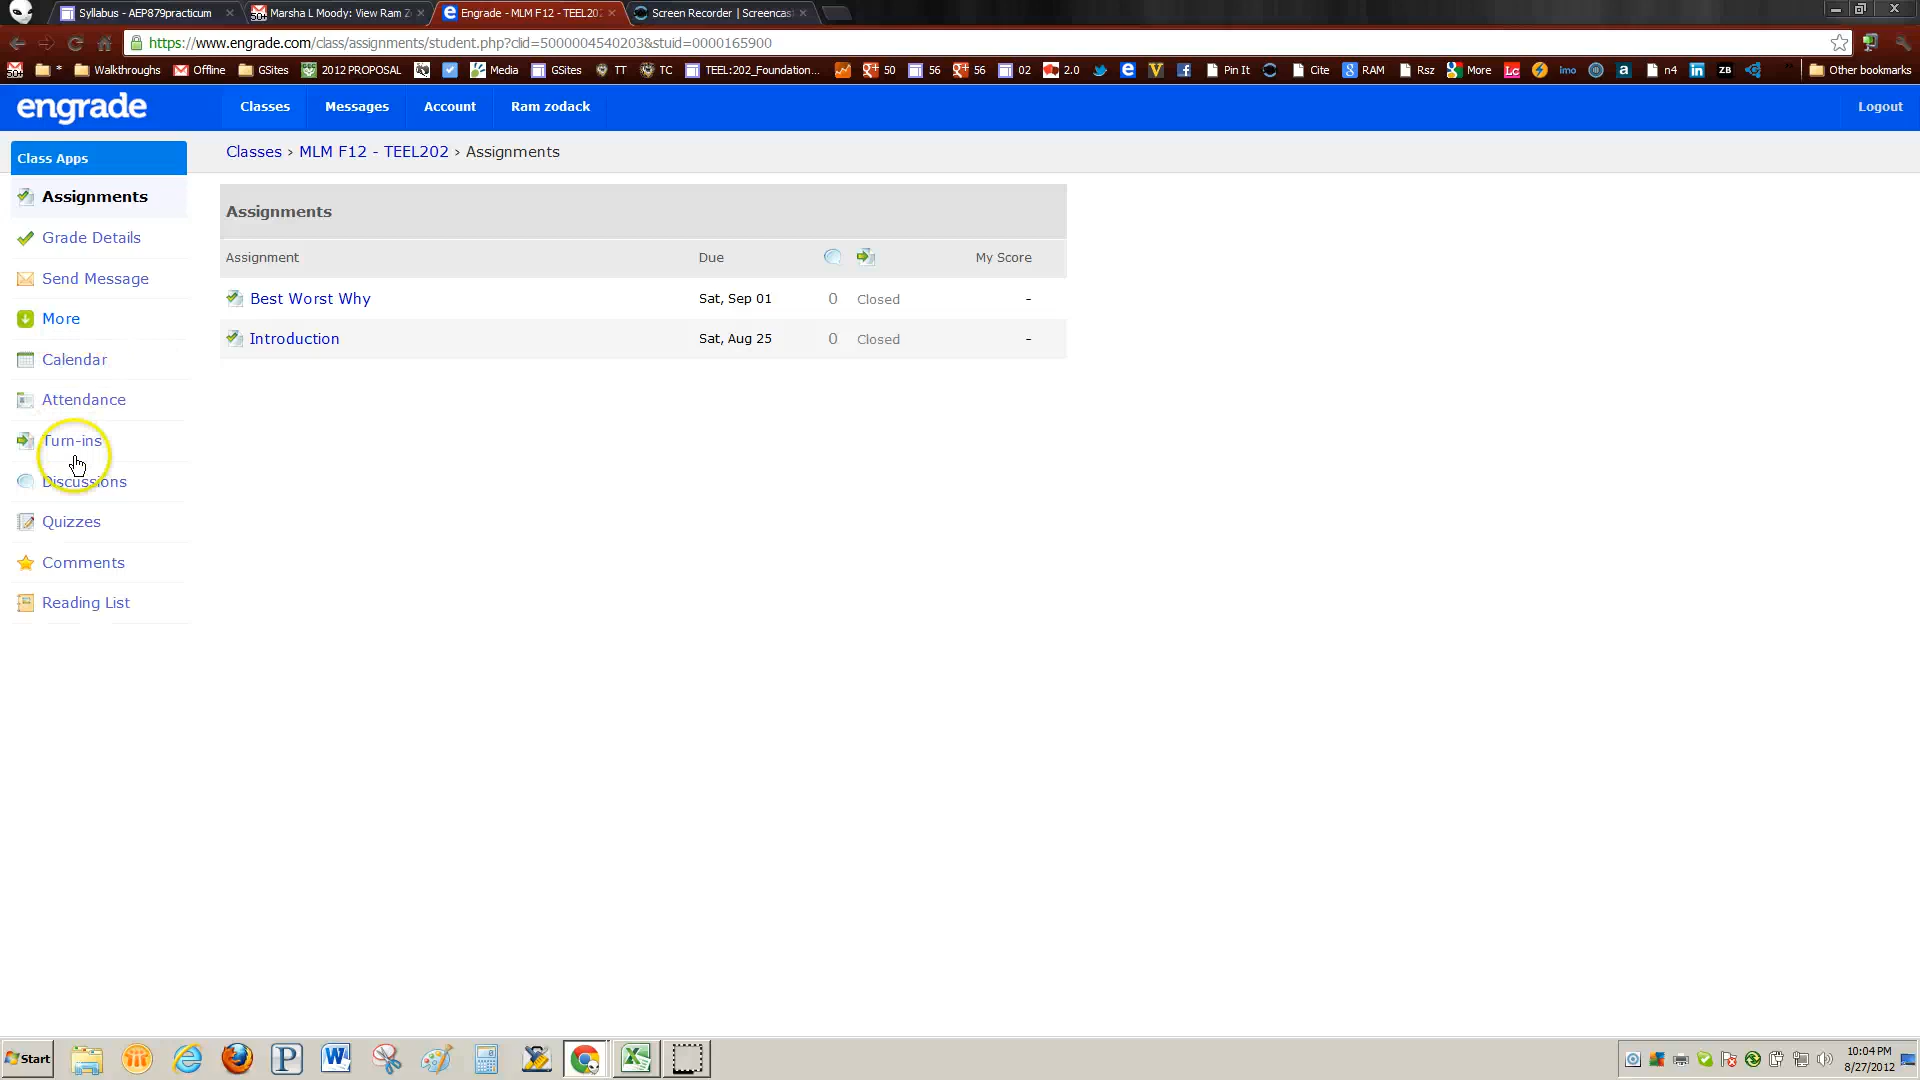 Syllabus - AEP879practicum
Marsha L Moody: View Ram Z
Engrade - MLM F12 - TEEL202
Screen Recorder | Screencast
https://www.engrade.com/class/assignments/student.php?clid=5000004540203&stuid=0000165900
Walkthroughs Offline GSites 2012 PROPOSAL Media GSites TT TC TEEL:202_Foundation... 50 56 56 02 2.0 Pin It Cite RAM Rsz More Lc imo a n4 in ZB Other bookmarks
engrade Classes Messages Account Ram zodack Logout
Class Apps
Assignments
Grade Details
Send Message
More
Calendar
Attendance
Turn-ins
Discussions
Quizzes
Comments
Reading List
Classes › MLM F12 - TEEL202 › Assignments
Assignments
Assignment Due My Score
Best Worst Why Sat, Sep 01 0 Closed -
Introduction Sat, Aug 25 0 Closed -
Start
10:04 PM
8/27/2012